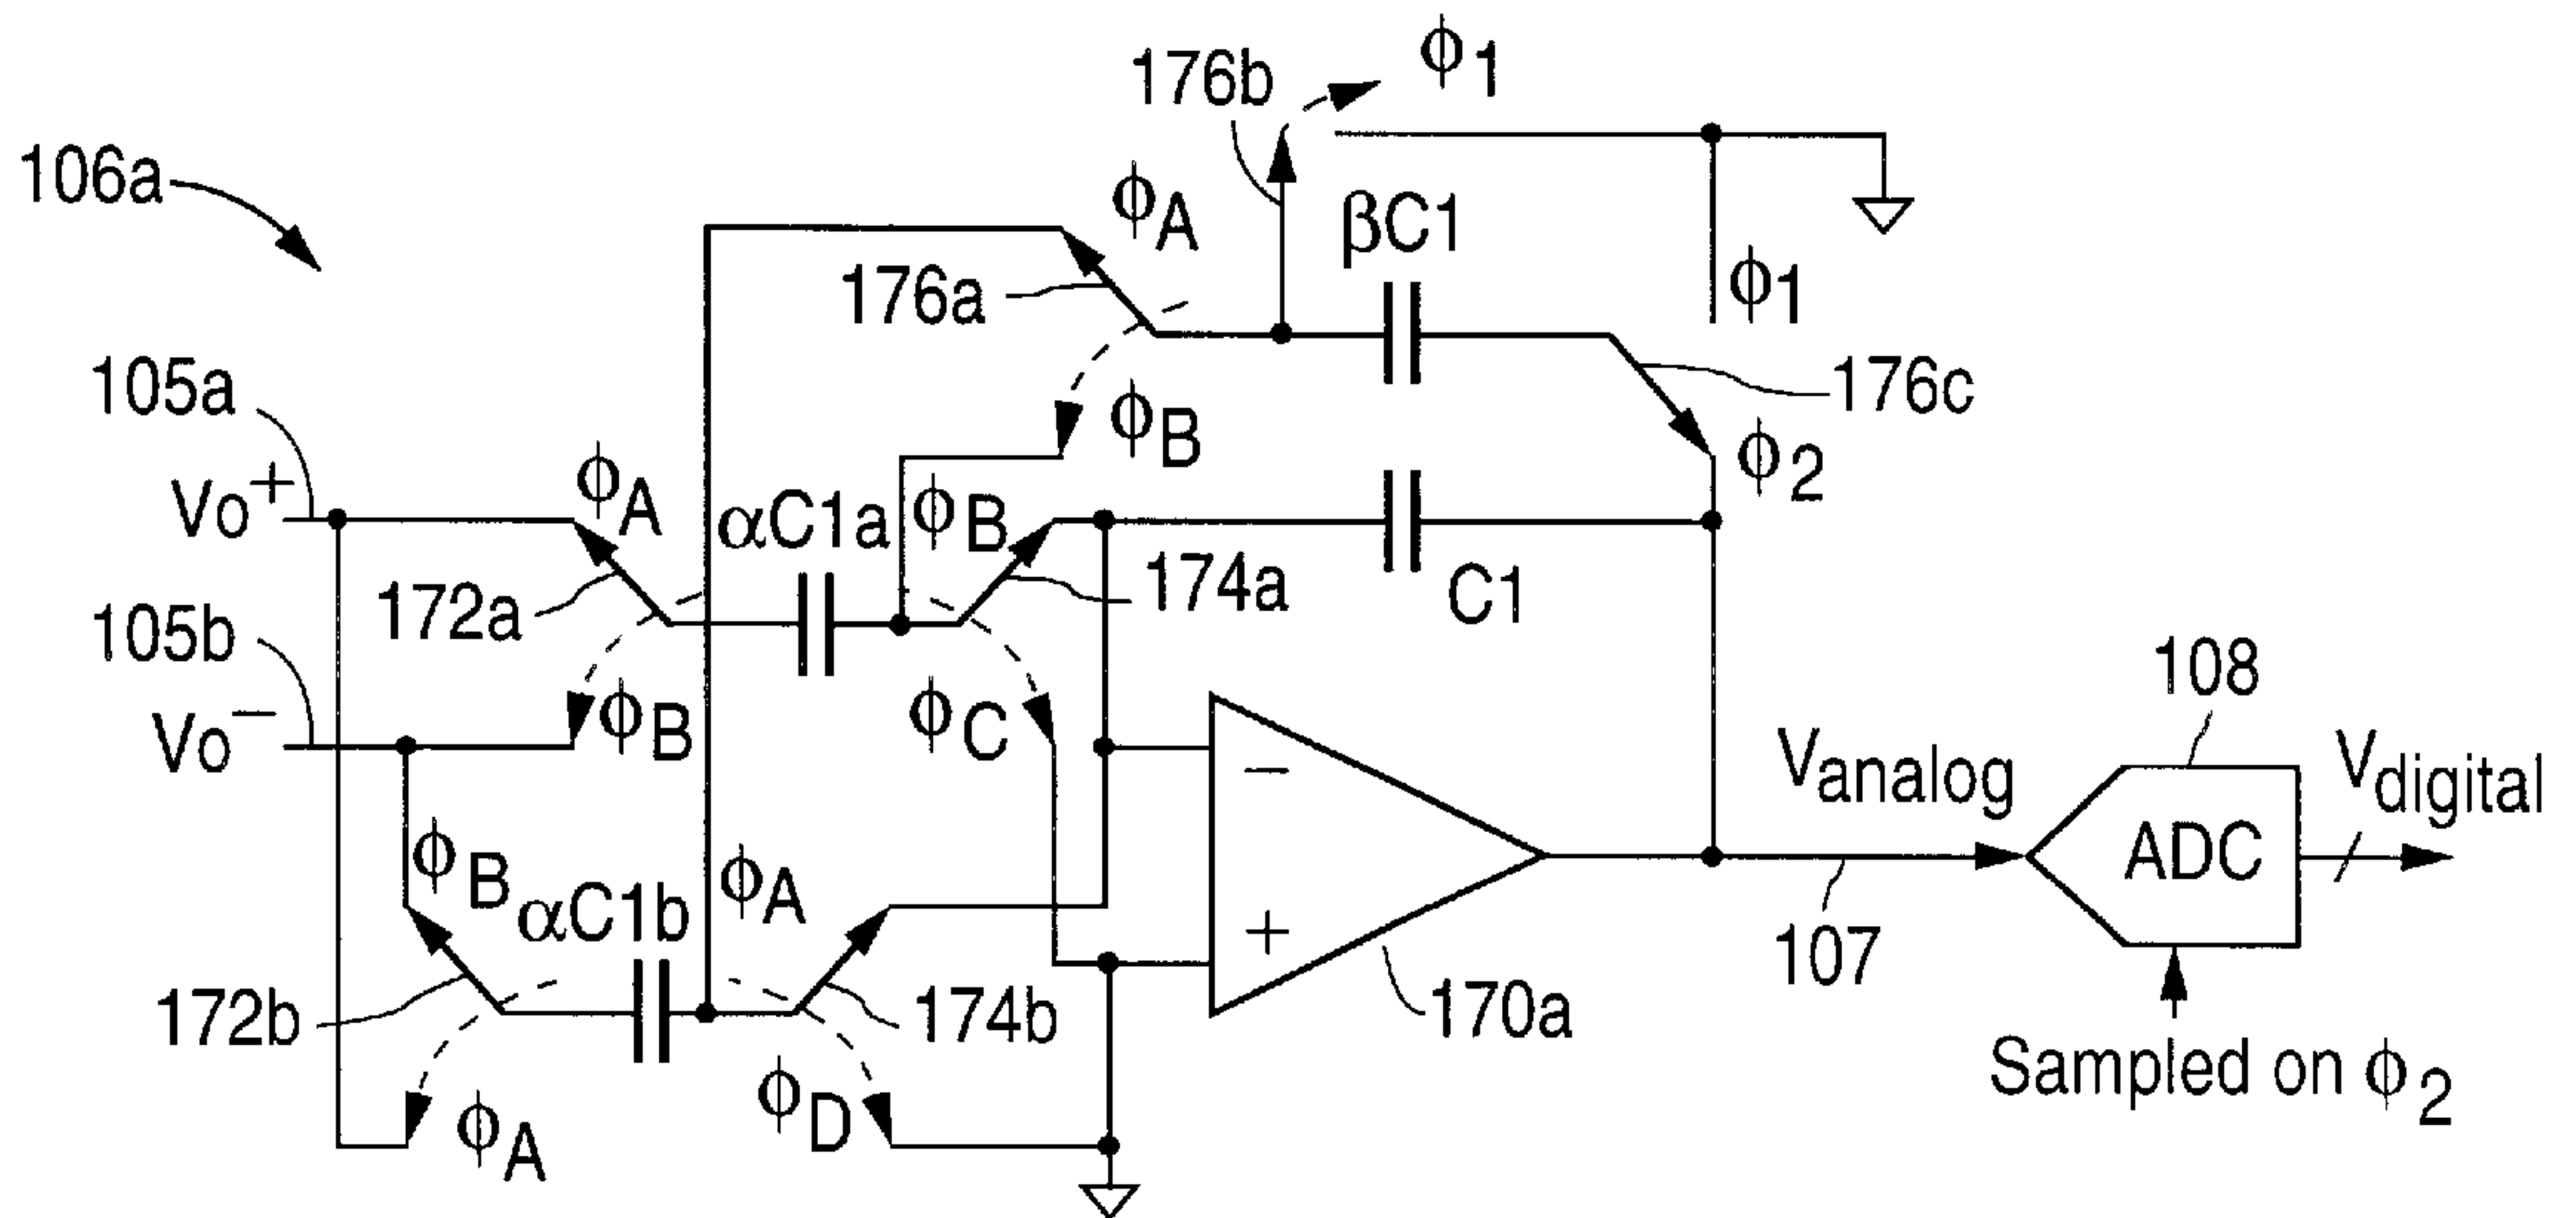 ϕ1
176b
106a
ϕA
βC1
176a
ϕ1
105a
176c
ϕB
Vo+
ϕA
αC1a
ϕB
ϕ2
172a
174a
C1
105b
Vo−
ϕB
ϕC
−
108
Vanalog
Vdigital
ϕB
αC1b
ϕA
ADC
+
107
172b
174b
170a
ϕA
ϕD
Sampled on ϕ2